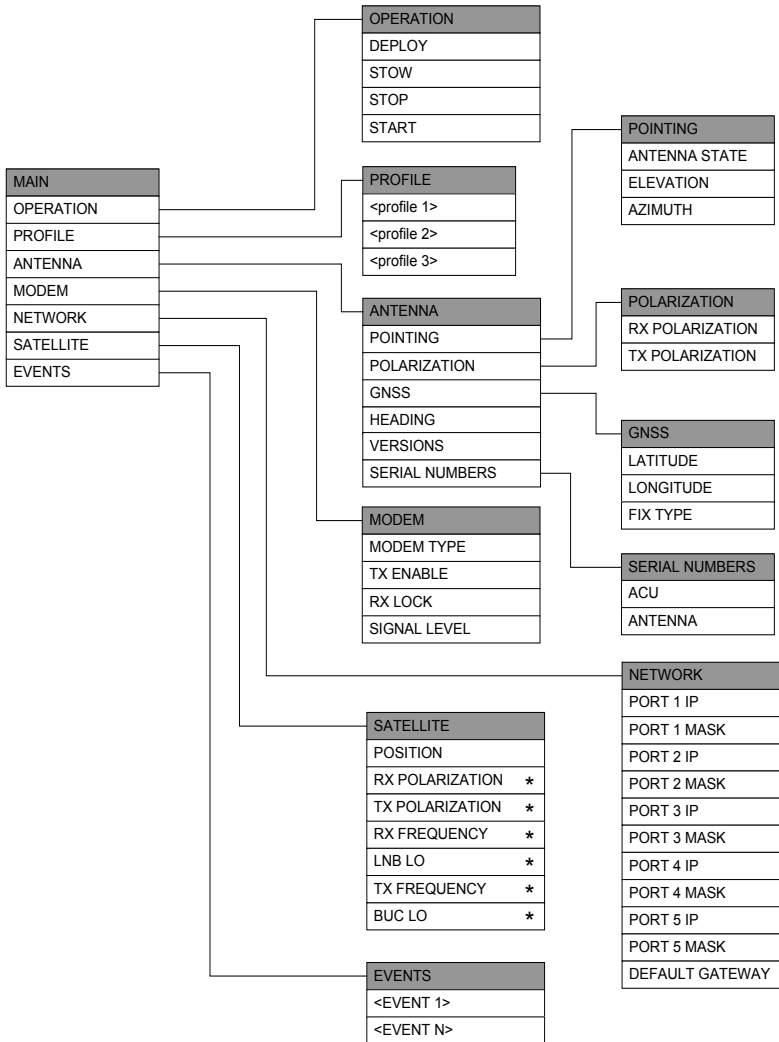 MAIN
OPERATION
PROFILE
ANTENNA
MODEM
NETWORK
SATELLITE
EVENTS
OPERATION
DEPLOY
STOW
STOP
START
PROFILE
<profile 1>
<profile 2>
<profile 3>
ANTENNA
POINTING
POLARIZATION
GNSS
HEADING
VERSIONS
SERIAL NUMBERS
MODEM
MODEM TYPE
TX ENABLE
RX LOCK
SIGNAL LEVEL
SATELLITE
POSITION
RX POLARIZATION *
TX POLARIZATION *
RX FREQUENCY *
LNB LO *
TX FREQUENCY *
BUC LO *
EVENTS
<EVENT 1>
<EVENT N>
POINTING
ANTENNA STATE
ELEVATION
AZIMUTH
POLARIZATION
RX POLARIZATION
TX POLARIZATION
GNSS
LATITUDE
LONGITUDE
FIX TYPE
SERIAL NUMBERS
ACU
ANTENNA
NETWORK
PORT 1 IP
PORT 1 MASK
PORT 2 IP
PORT 2 MASK
PORT 3 IP
PORT 3 MASK
PORT 4 IP
PORT 4 MASK
PORT 5 IP
PORT 5 MASK
DEFAULT GATEWAY